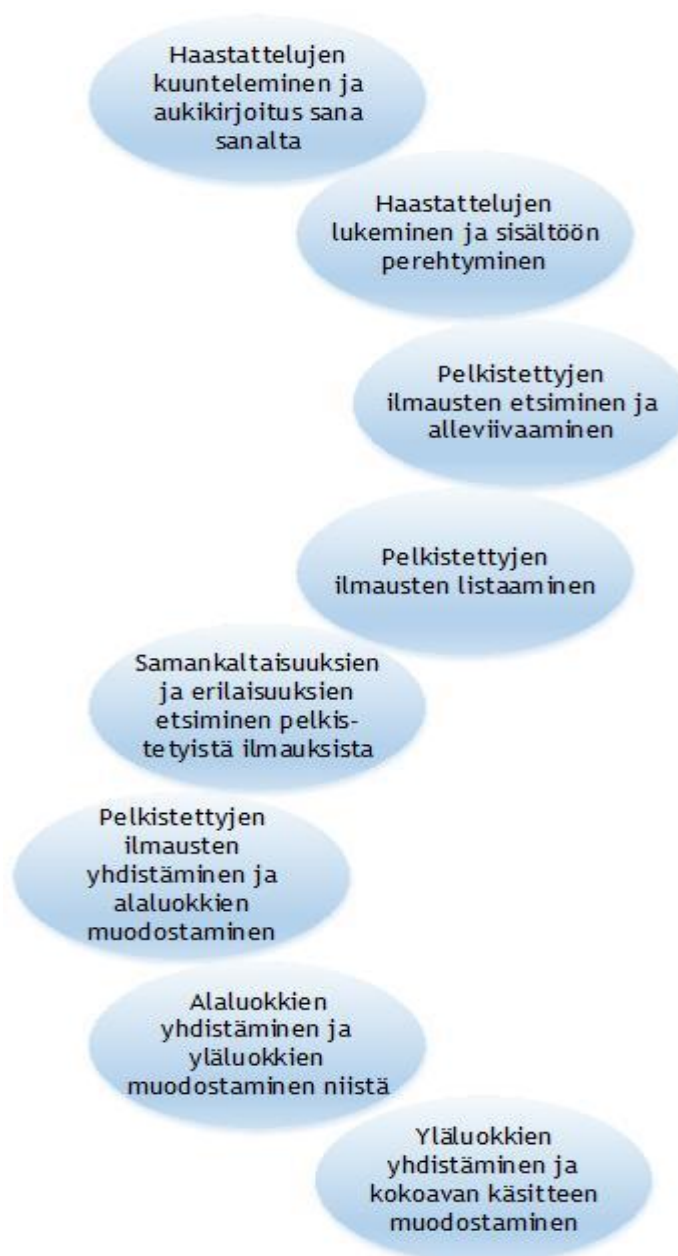 Haastattelujen
kuunteleminen ja
aukikirjoitus sana
sanalta
Haastattelujen
lukeminen ja sisältöön
perehtyminen
Pelkistettyjen
ilmausten etsiminen ja
alleviivaaminen
Pelkistettyjen
ilmausten listaaminen
Samankaltaisuuksien
ja erilaisuuksien
etsiminen pelkis-
tetyistä ilmauksista
Pelkistettyjen
ilmausten
yhdistäminen ja
alaluokkien
muodostaminen
Alaluokkien
yhdistäminen ja
yläluokkien
muodostaminen niistä
Yläluokkien
yhdistäminen ja
kokoavan käsitteen
muodostaminen